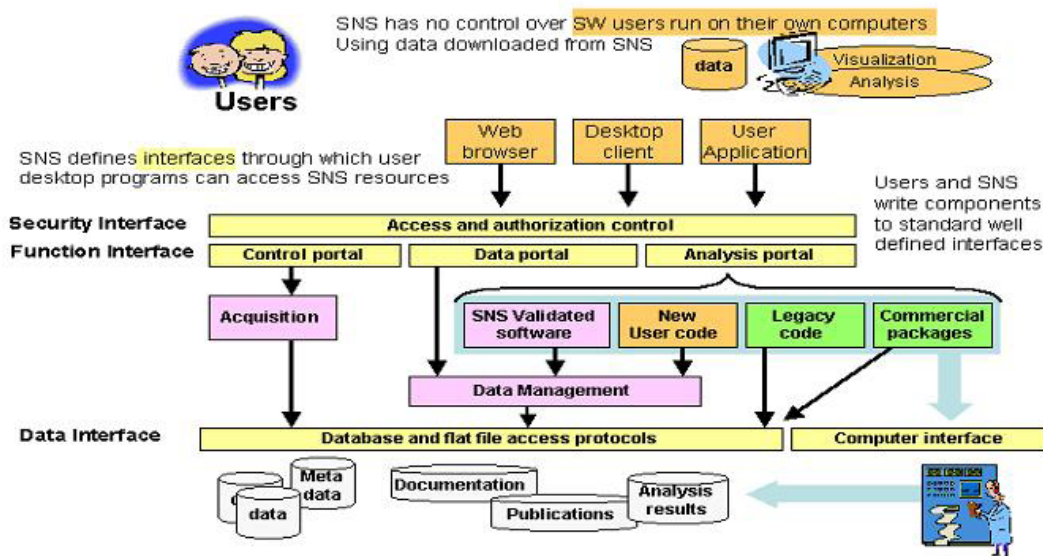 SNS has no control over SW users run on their own computers
Using data downloaded from SNS
data
Visualization
Analysis
Users
Web
browser
Desktop
client
User
Application
SNS defines interfaces through which user
desktop programs can access SNS resources
Users and SNS
write components
to standard well
defined interfaces
Security Interface
Access and authorization control
Function Interface
Control portal
Data portal
Analysis portal
Acquisition
SNS Validated
software
New
User code
Legacy
code
Commercial
packages
Data Management
Data Interface
Database and flat file access protocols
Computer interface
Meta
data
data
Documentation
Publications
Analysis
results